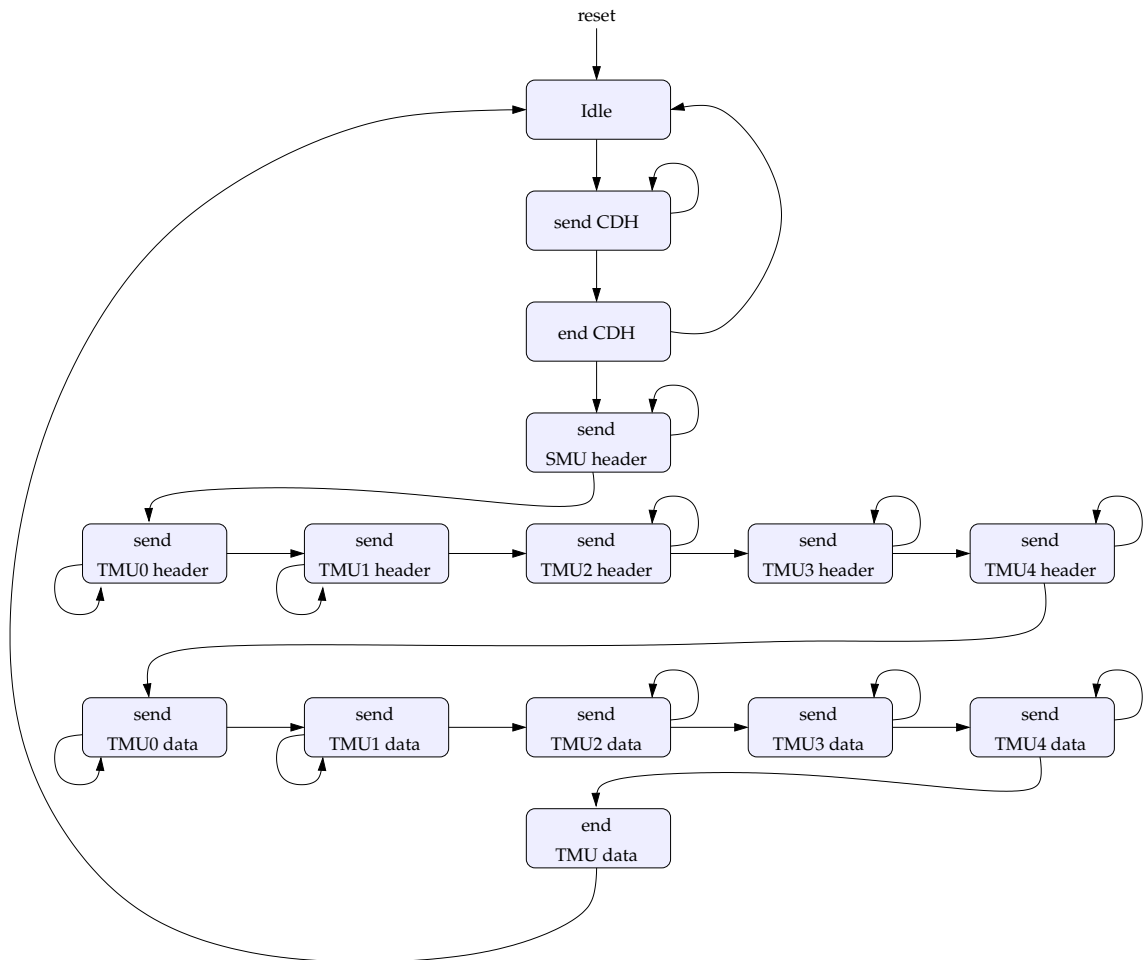 reset
Idle
send CDH
end CDH
send
SMU header
send
TMU0 header
send
TMU1 header
send
TMU2 header
send
TMU3 header
send
TMU4 header
send
TMU0 data
send
TMU1 data
send
TMU2 data
send
TMU3 data
send
TMU4 data
end
TMU data